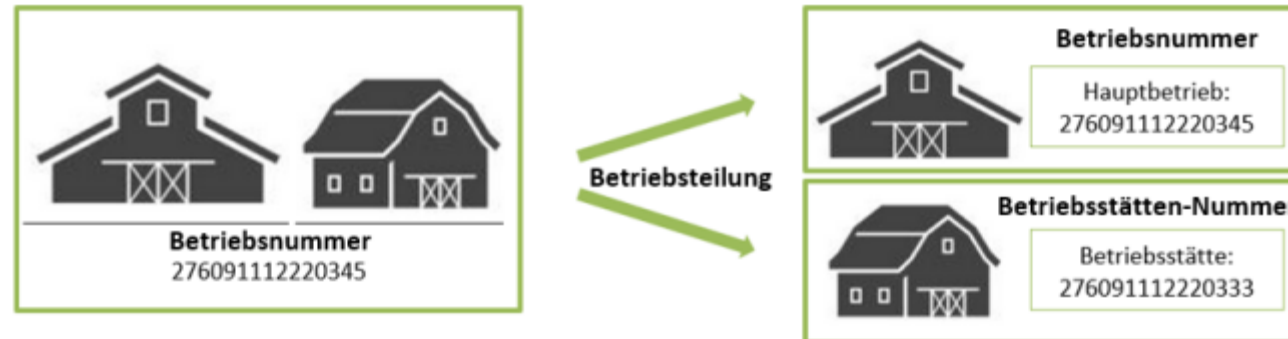 Betriebsnummer
276091112220345
Betriebsteilung
Betriebsnummer
Hauptbetrieb:
276091112220345
Betriebsstätten-Numme
Betriebsstätte:
276091112220333